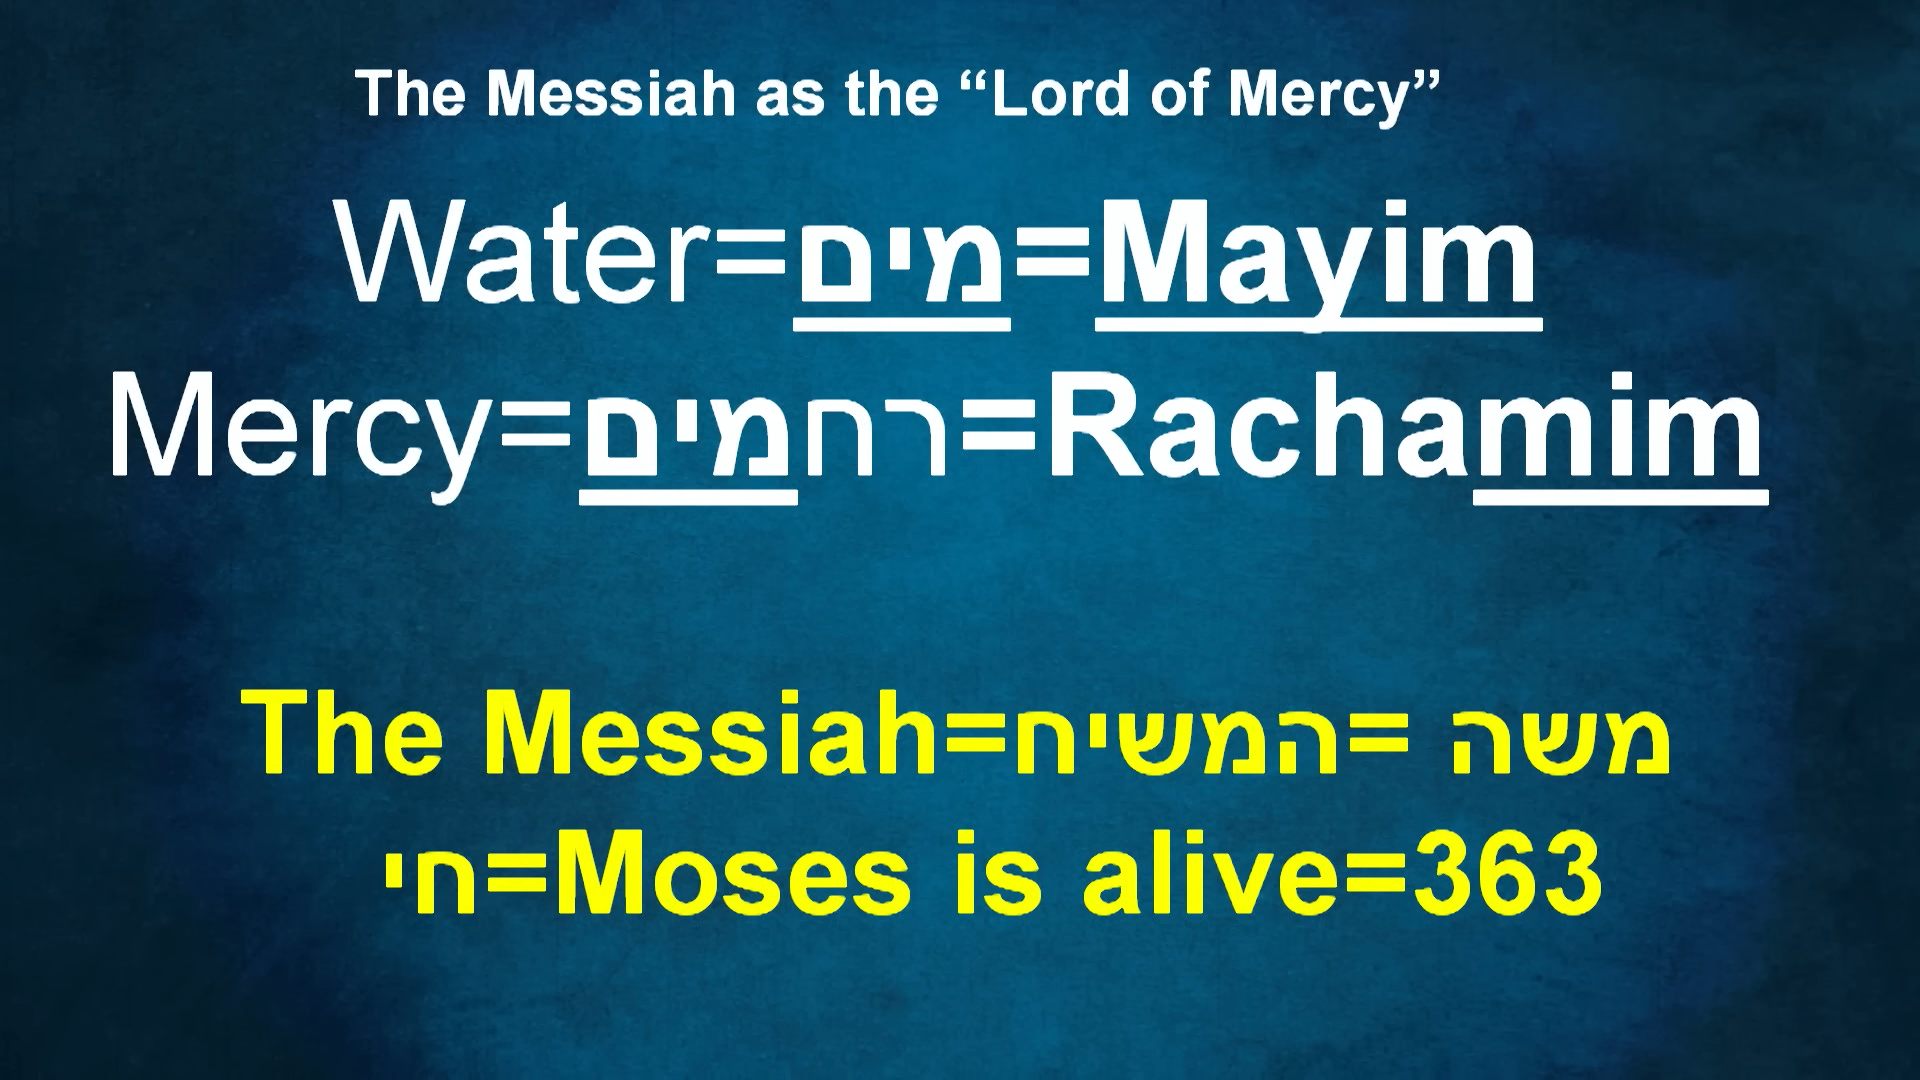 The Messiah as the “Lord of Mercy”
Water=מים=Mayim
Mercy=רחמים=Rachamim
The Messiah=המשיח= משה
חי=Moses is alive=363